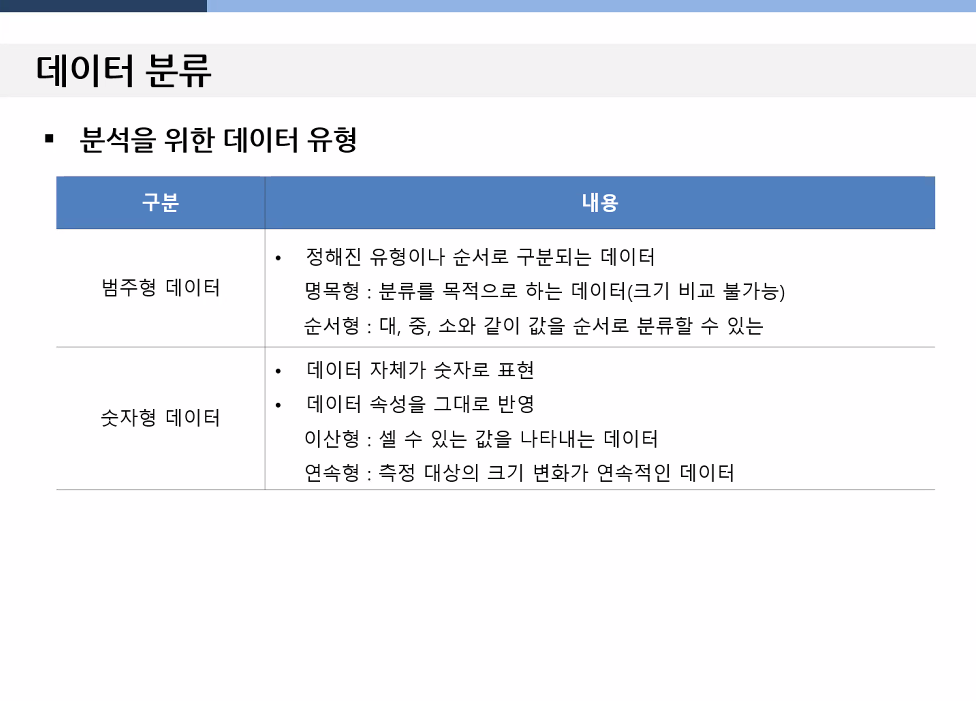 데이터 분류
▪ 분석을 위한 데이터 유형
구분 내용
범주형 데이터
• 정해진 유형이나 순서로 구분되는 데이터
명목형 : 분류를 목적으로 하는 데이터(크기 비교 불가능)
순서형 : 대, 중, 소와 같이 값을 순서로 분류할 수 있는
숫자형 데이터
• 데이터 자체가 숫자로 표현
• 데이터 속성을 그대로 반영
이산형 : 셀 수 있는 값을 나타내는 데이터
연속형 : 측정 대상의 크기 변화가 연속적인 데이터